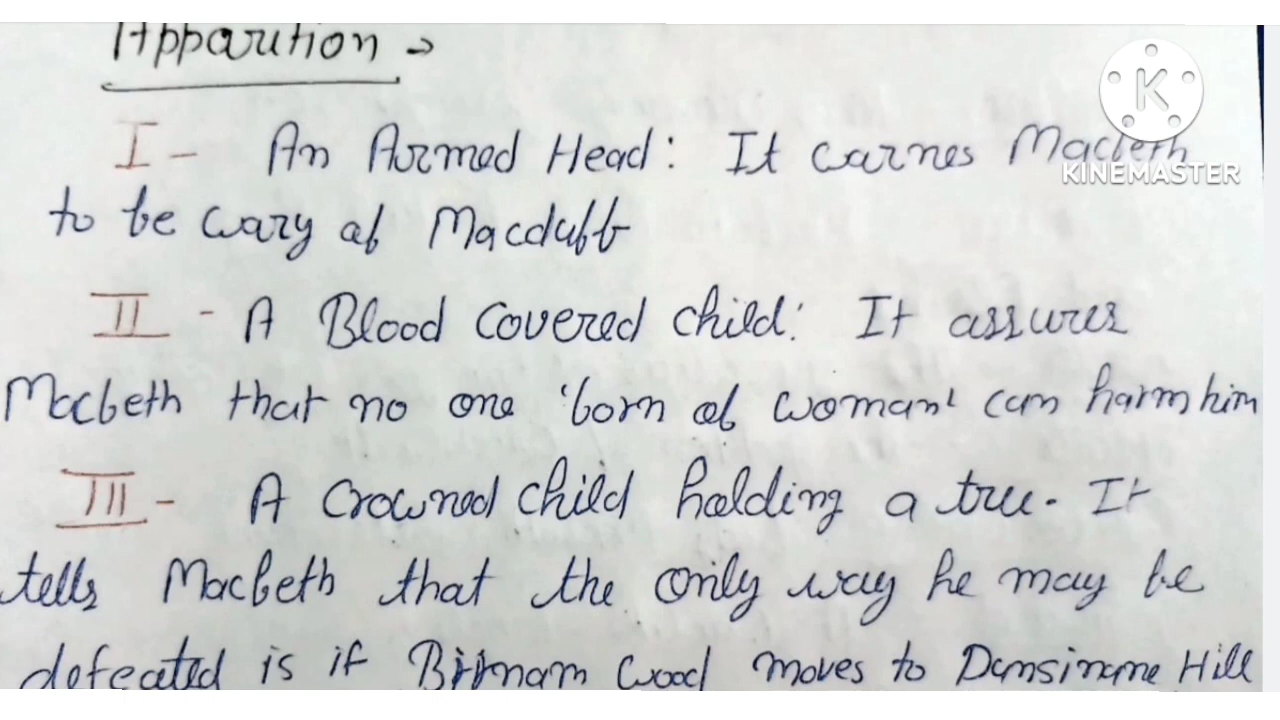 Apparition →
I - An Armed Head: It warnes Macbeth
to be wary of Macduff
II - A Blood covered child: It assures
Macbeth that no one 'born of woman' can harm him
III - A Crowned child holding a tree. It
tells Macbeth that the only way he may be
defeated is if Birnam Wood moves to Dunsinane Hill
K
KINEMASTER